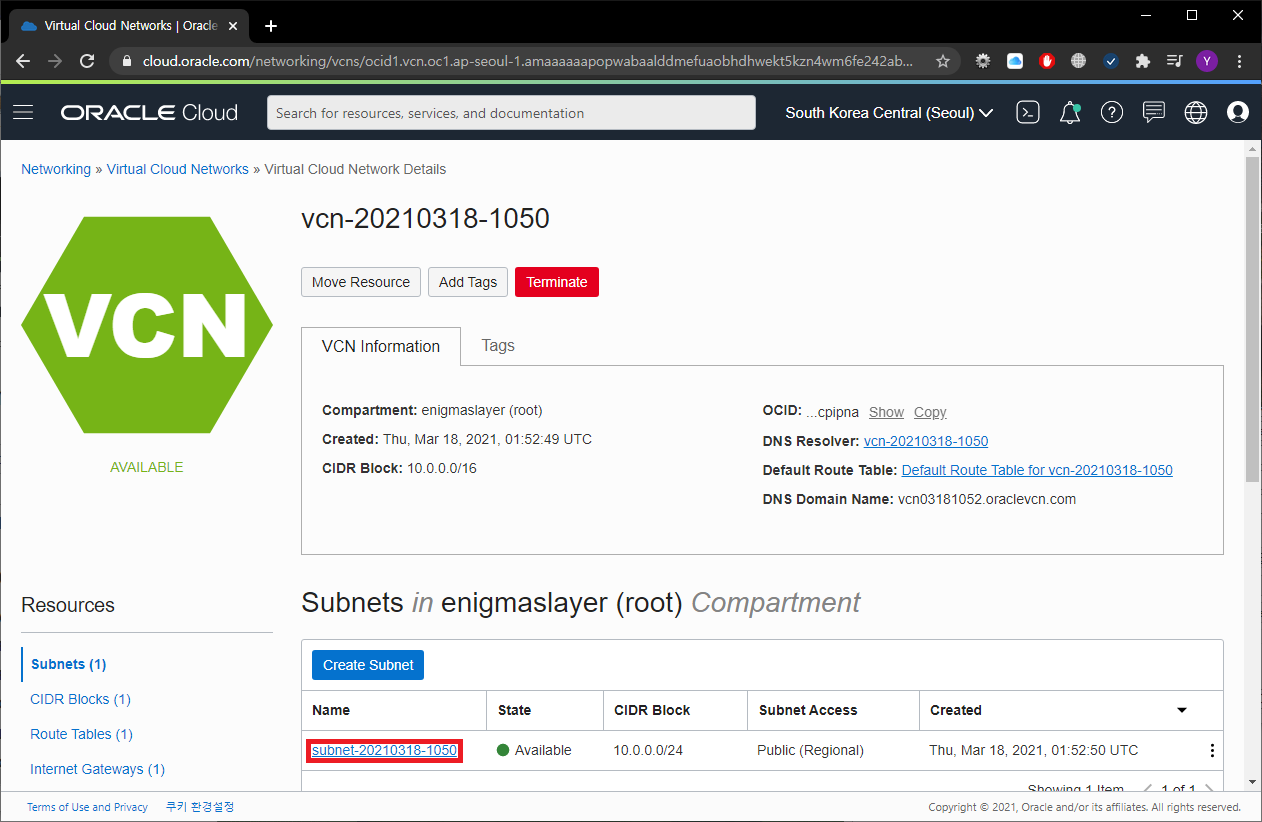 Virtual Cloud Networks | Oracle
cloud.oracle.com/networking/vcns/ocid1.vcn.oc1.ap-seoul-1.amaaaaaapopwabaalddmefuaobhdhwekt5kzn4wm6fe242ab...
Y
ORACLE Cloud
Search for resources, services, and documentation
South Korea Central (Seoul)
Networking » Virtual Cloud Networks » Virtual Cloud Network Details
VCN
AVAILABLE
vcn-20210318-1050
Move Resource Add Tags Terminate
VCN Information Tags
Compartment: enigmaslayer (root)
Created: Thu, Mar 18, 2021, 01:52:49 UTC
CIDR Block: 10.0.0.0/16
OCID: ...cpipna Show Copy
DNS Resolver: vcn-20210318-1050
Default Route Table: Default Route Table for vcn-20210318-1050
DNS Domain Name: vcn03181052.oraclevcn.com
Resources
Subnets (1)
CIDR Blocks (1)
Route Tables (1)
Internet Gateways (1)
Subnets in enigmaslayer (root) Compartment
Create Subnet
Name State CIDR Block Subnet Access Created
subnet-20210318-1050 Available 10.0.0.0/24 Public (Regional) Thu, Mar 18, 2021, 01:52:50 UTC
Showing 1 Item 1 of 1
Terms of Use and Privacy 쿠키 환경설정
Copyright © 2021, Oracle and/or its affiliates. All rights reserved.